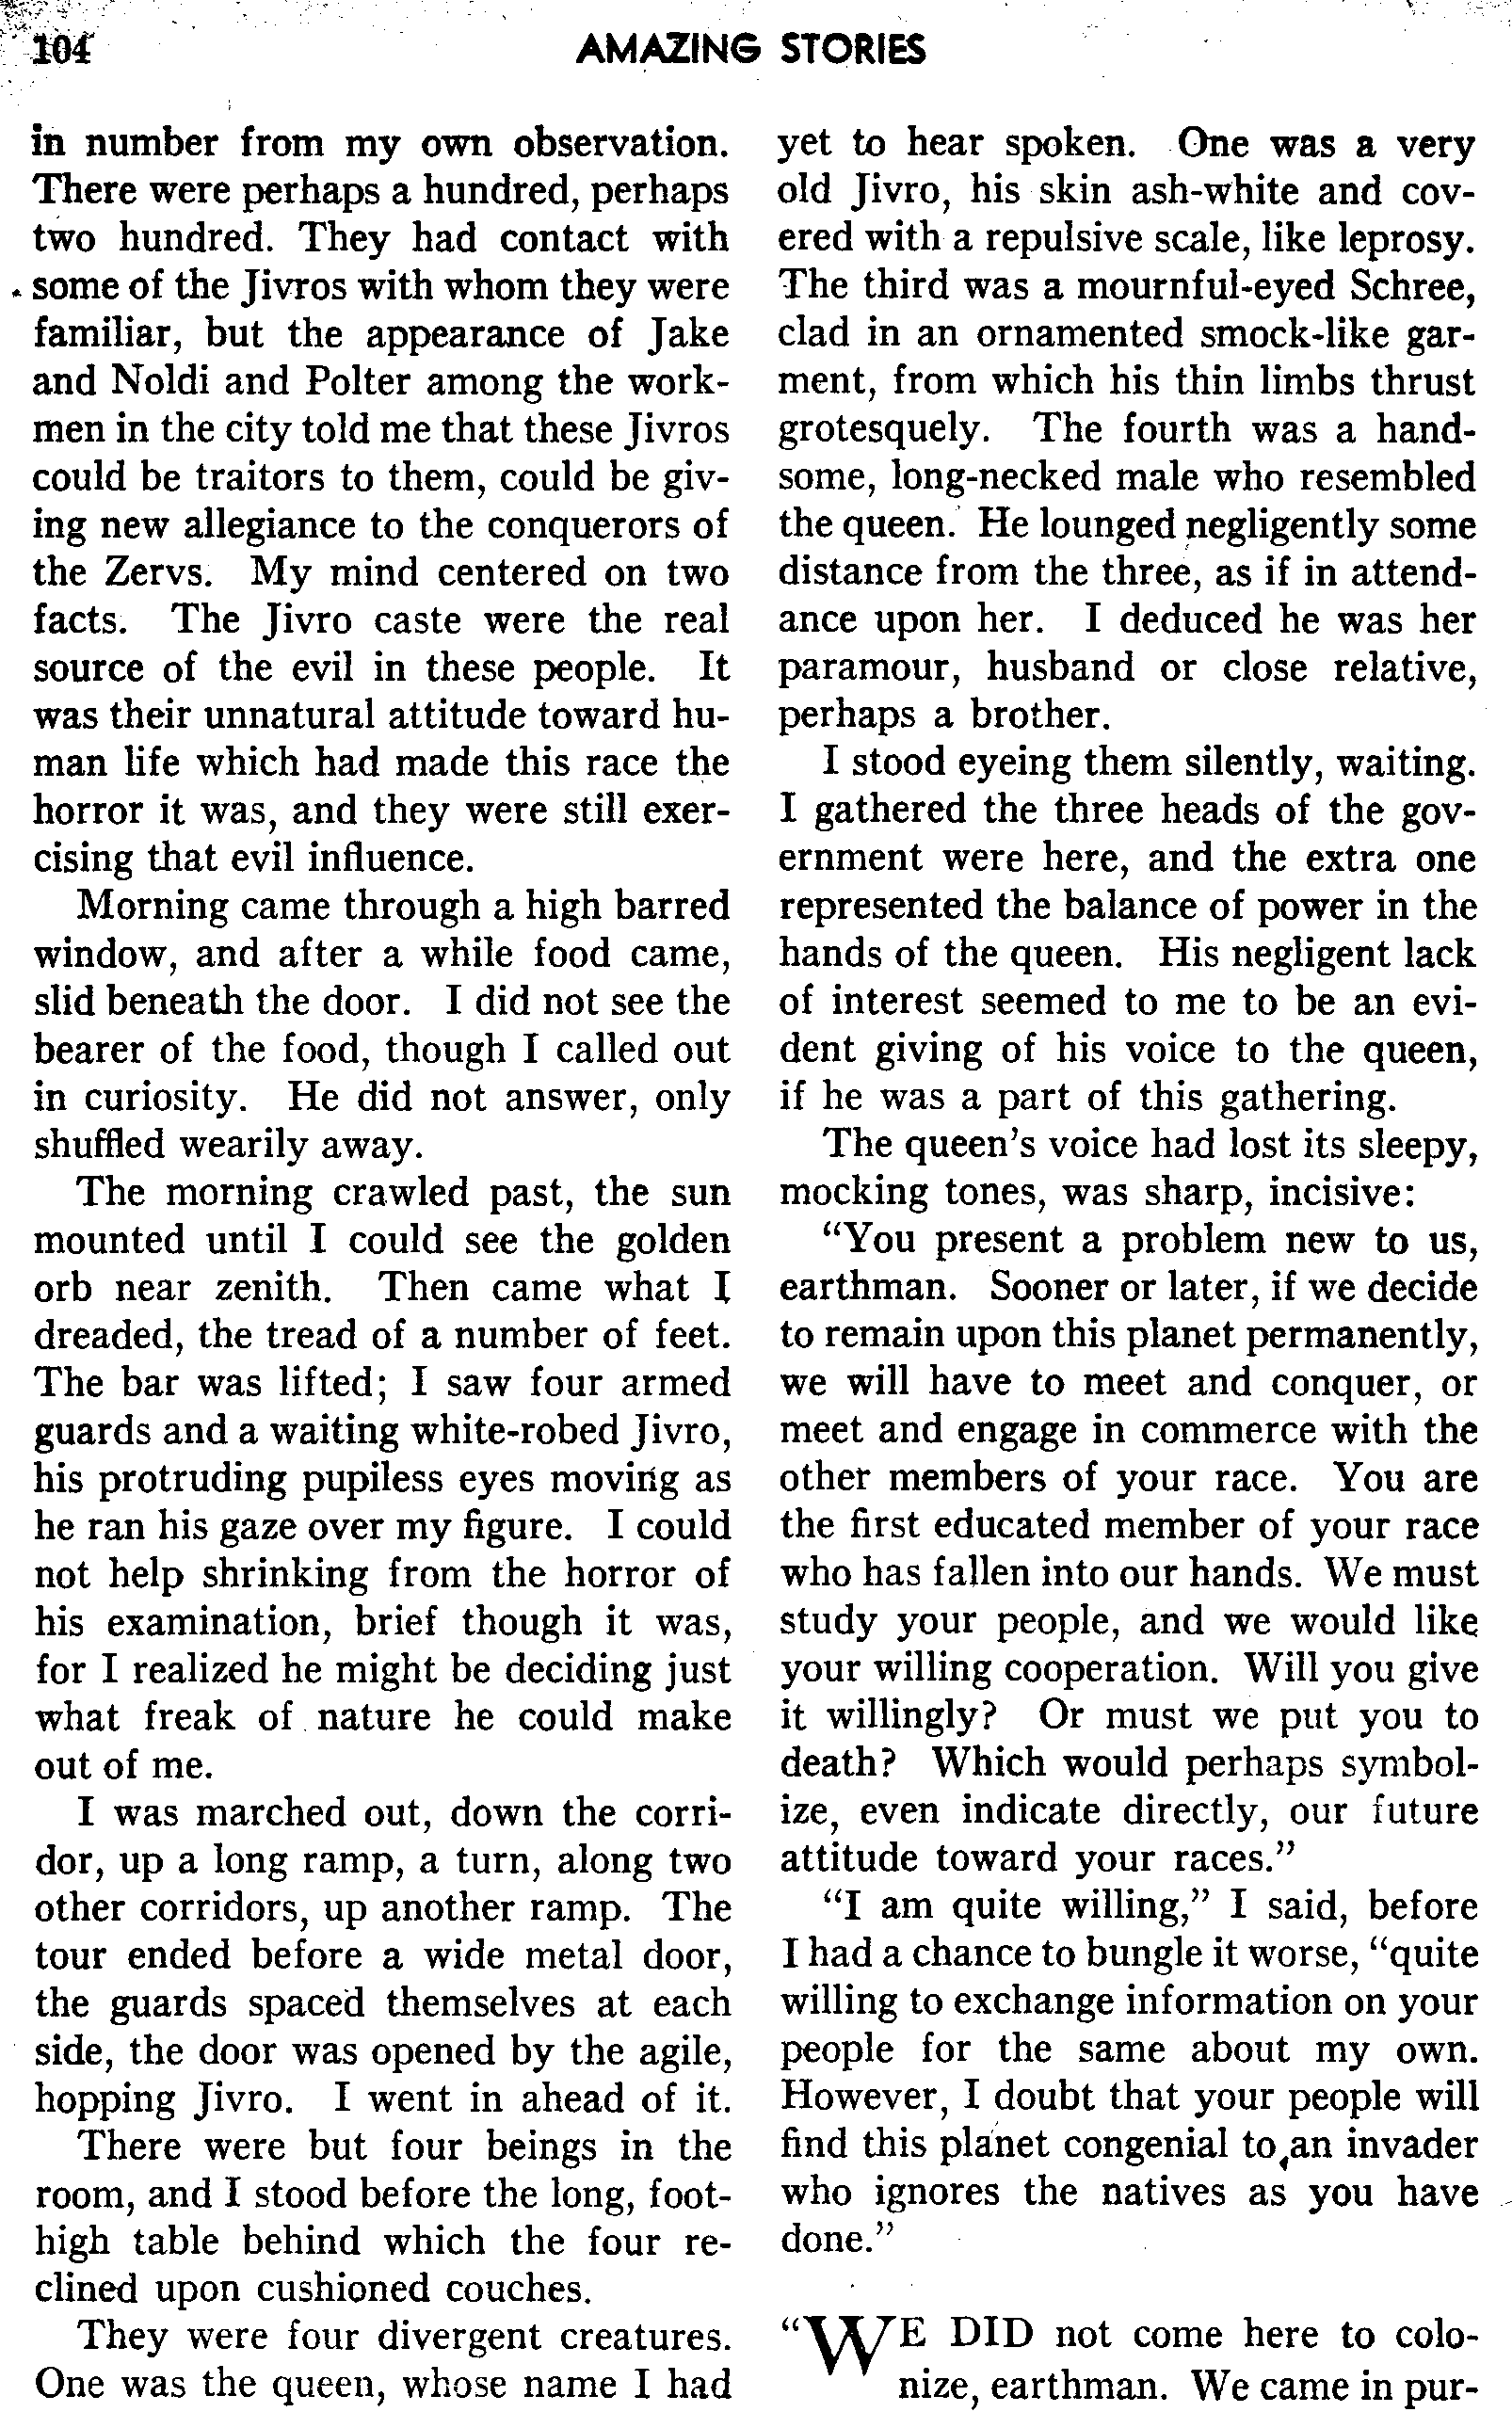 104
AMAZING STORIES
in number from my own observation.
There were perhaps a hundred, perhaps
two hundred. They had contact with
some of the Jivros with whom they were
familiar, but the appearance of Jake
and Noldi and Polter among the work-
men in the city told me that these Jivros
could be traitors to them, could be giv-
ing new allegiance to the conquerors of
the Zervs. My mind centered on two
facts. The Jivro caste were the real
source of the evil in these people. It
was their unnatural attitude toward hu-
man life which had made this race the
horror it was, and they were still exer-
cising that evil influence.
Morning came through a high barred
window, and after a while food came,
slid beneath the door. I did not see the
bearer of the food, though I called out
in curiosity. He did not answer, only
shuffled wearily away.
The morning crawled past, the sun
mounted until I could see the golden
orb near zenith. Then came what I
dreaded, the tread of a number of feet.
The bar was lifted; I saw four armed
guards and a waiting white-robed Jivro,
his protruding pupiless eyes moving as
he ran his gaze over my figure. I could
not help shrinking from the horror of
his examination, brief though it was,
for I realized he might be deciding just
what freak of nature he could make
out of me.
I was marched out, down the corri-
dor, up a long ramp, a turn, along two
other corridors, up another ramp. The
tour ended before a wide metal door,
the guards spaced themselves at each
side, the door was opened by the agile,
hopping Jivro. I went in ahead of it.
There were but four beings in the
room, and I stood before the long, foot-
high table behind which the four re-
clined upon cushioned couches.
They were four divergent creatures.
One was the queen, whose name I had
yet to hear spoken. One was a very
old Jivro, his skin ash-white and cov-
ered with a repulsive scale, like leprosy.
The third was a mournful-eyed Schree,
clad in an ornamented smock-like gar-
ment, from which his thin limbs thrust
grotesquely. The fourth was a hand-
some, long-necked male who resembled
the queen. He lounged negligently some
distance from the three, as if in attend-
ance upon her. I deduced he was her
paramour, husband or close relative,
perhaps a brother.
I stood eyeing them silently, waiting.
I gathered the three heads of the gov-
ernment were here, and the extra one
represented the balance of power in the
hands of the queen. His negligent lack
of interest seemed to me to be an evi-
dent giving of his voice to the queen,
if he was a part of this gathering.
The queen's voice had lost its sleepy,
mocking tones, was sharp, incisive:
"You present a problem new to us,
earthman. Sooner or later, if we decide
to remain upon this planet permanently,
we will have to meet and conquer, or
meet and engage in commerce with the
other members of your race. You are
the first educated member of your race
who has fallen into our hands. We must
study your people, and we would like
your willing cooperation. Will you give
it willingly? Or must we put you to
death? Which would perhaps symbol-
ize, even indicate directly, our future
attitude toward your races."
"I am quite willing," I said, before
I had a chance to bungle it worse, "quite
willing to exchange information on your
people for the same about my own.
However, I doubt that your people will
find this planet congenial to an invader
who ignores the natives as you have
done."
"WE DID not come here to colo-
nize, earthman. We came in pur-